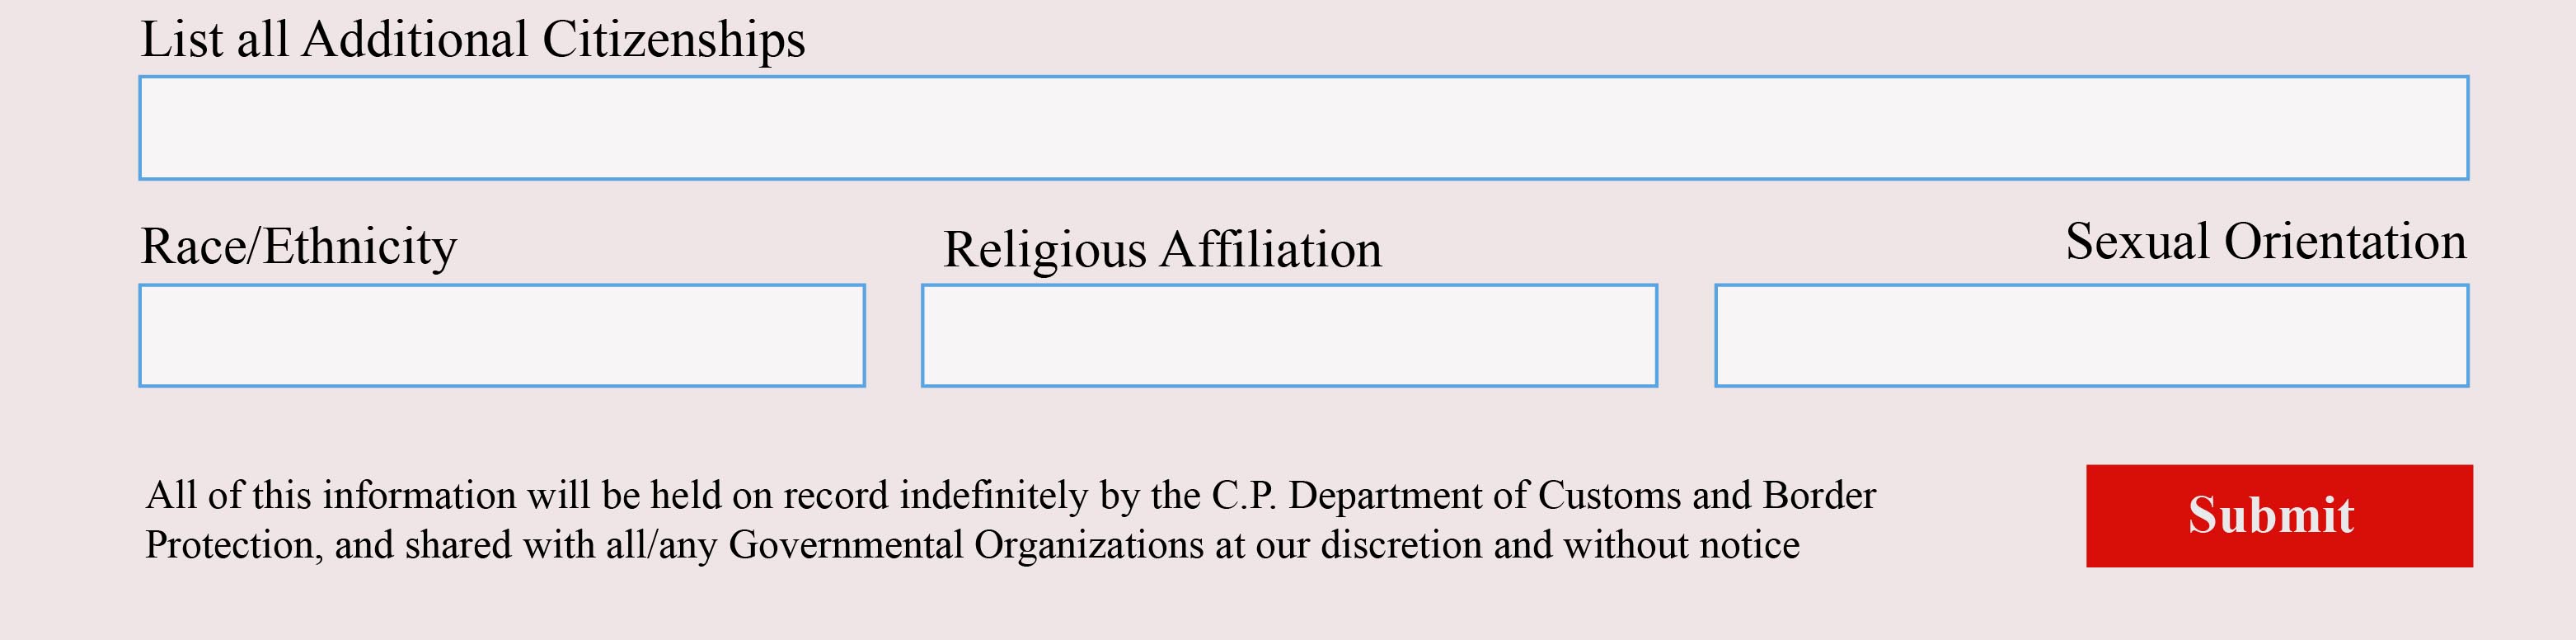 List all Additional Citizenships
Race/Ethnicity
Religious Affiliation
Sexual Orientation
All of this information will be held on record indefinitely by the C.P. Department of Customs and Border
Protection, and shared with all/any Governmental Organizations at our discretion and without notice
Submit